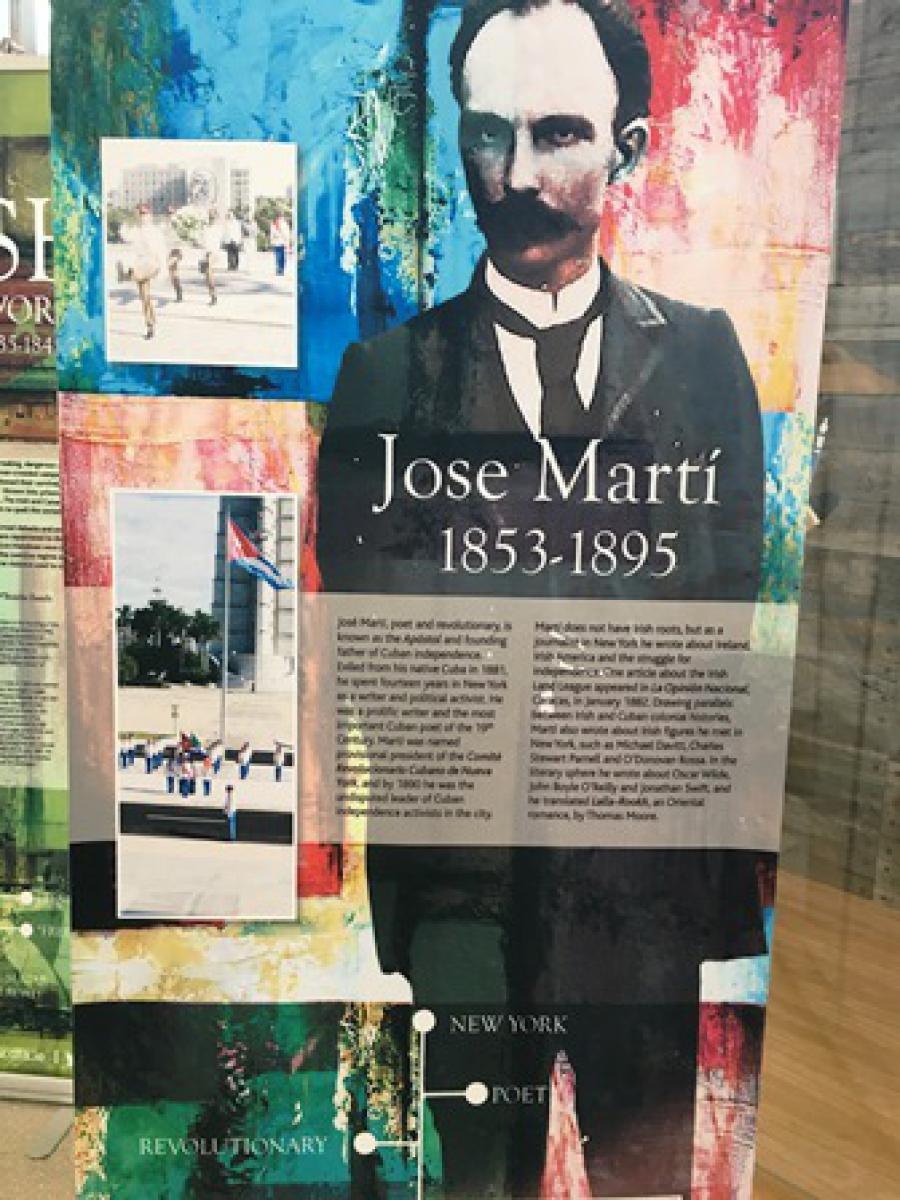 SH
WOR
Jose Martí
1853-1895
José Martí, poet and revolutionary, is
known as the Apóstol and founding
father of Cuban independence.
Exiled from his native Cuba in 1881,
he spent fourteen years in New York
as a writer and political activist. He
was a prolific writer and the most
important Cuban poet of the 19th
Century. Martí was named
provisional president of the Comité
Revolucionario Cubano de Nueva
York, and by 1890 he was the
undisputed leader of Cuban
independence activists in the city.
Martí does not have Irish roots, but as a
journalist in New York he wrote about Ireland,
Irish America and the struggle for
independence. One article about the Irish
Land League appeared in La Opinión Nacional,
Caracas, in January 1882. Drawing parallels
between Irish and Cuban colonial histories,
Martí also wrote about Irish figures he met in
New York, such as Michael Davitt, Charles
Stewart Parnell and O'Donovan Rossa. In the
literary sphere he wrote about Oscar Wilde,
John Boyle O'Reilly and Jonathan Swift, and
he translated Lalla-Rookh, an Oriental
romance, by Thomas Moore.
NEW YORK
POET
REVOLUTIONARY